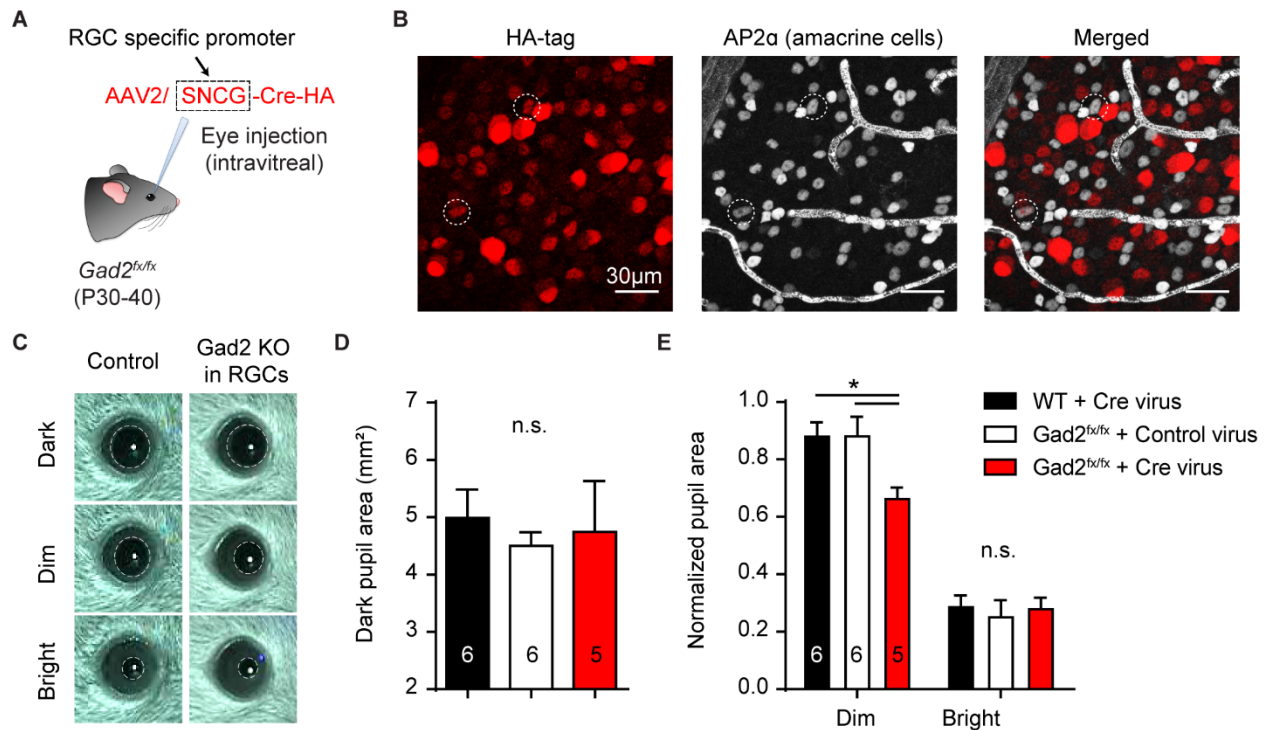 A
RGC specific promoter
AAV2/ SNCG -Cre-HA
Eye injection
(intravitreal)
Gad2fx/fx
(P30-40)
B
HA-tag
AP2α (amacrine cells)
Merged
30µm
C
Control
Gad2 KO
in RGCs
Dark
Dim
Bright
D
Dark pupil area (mm²)
7
6
5
4
3
2
n.s.
6
6
5
E
Normalized pupil area
1.0
0.8
0.6
0.4
0.2
0.0
*
n.s.
6
6
5
Dim
Bright
WT + Cre virus
Gad2fx/fx + Control virus
Gad2fx/fx + Cre virus